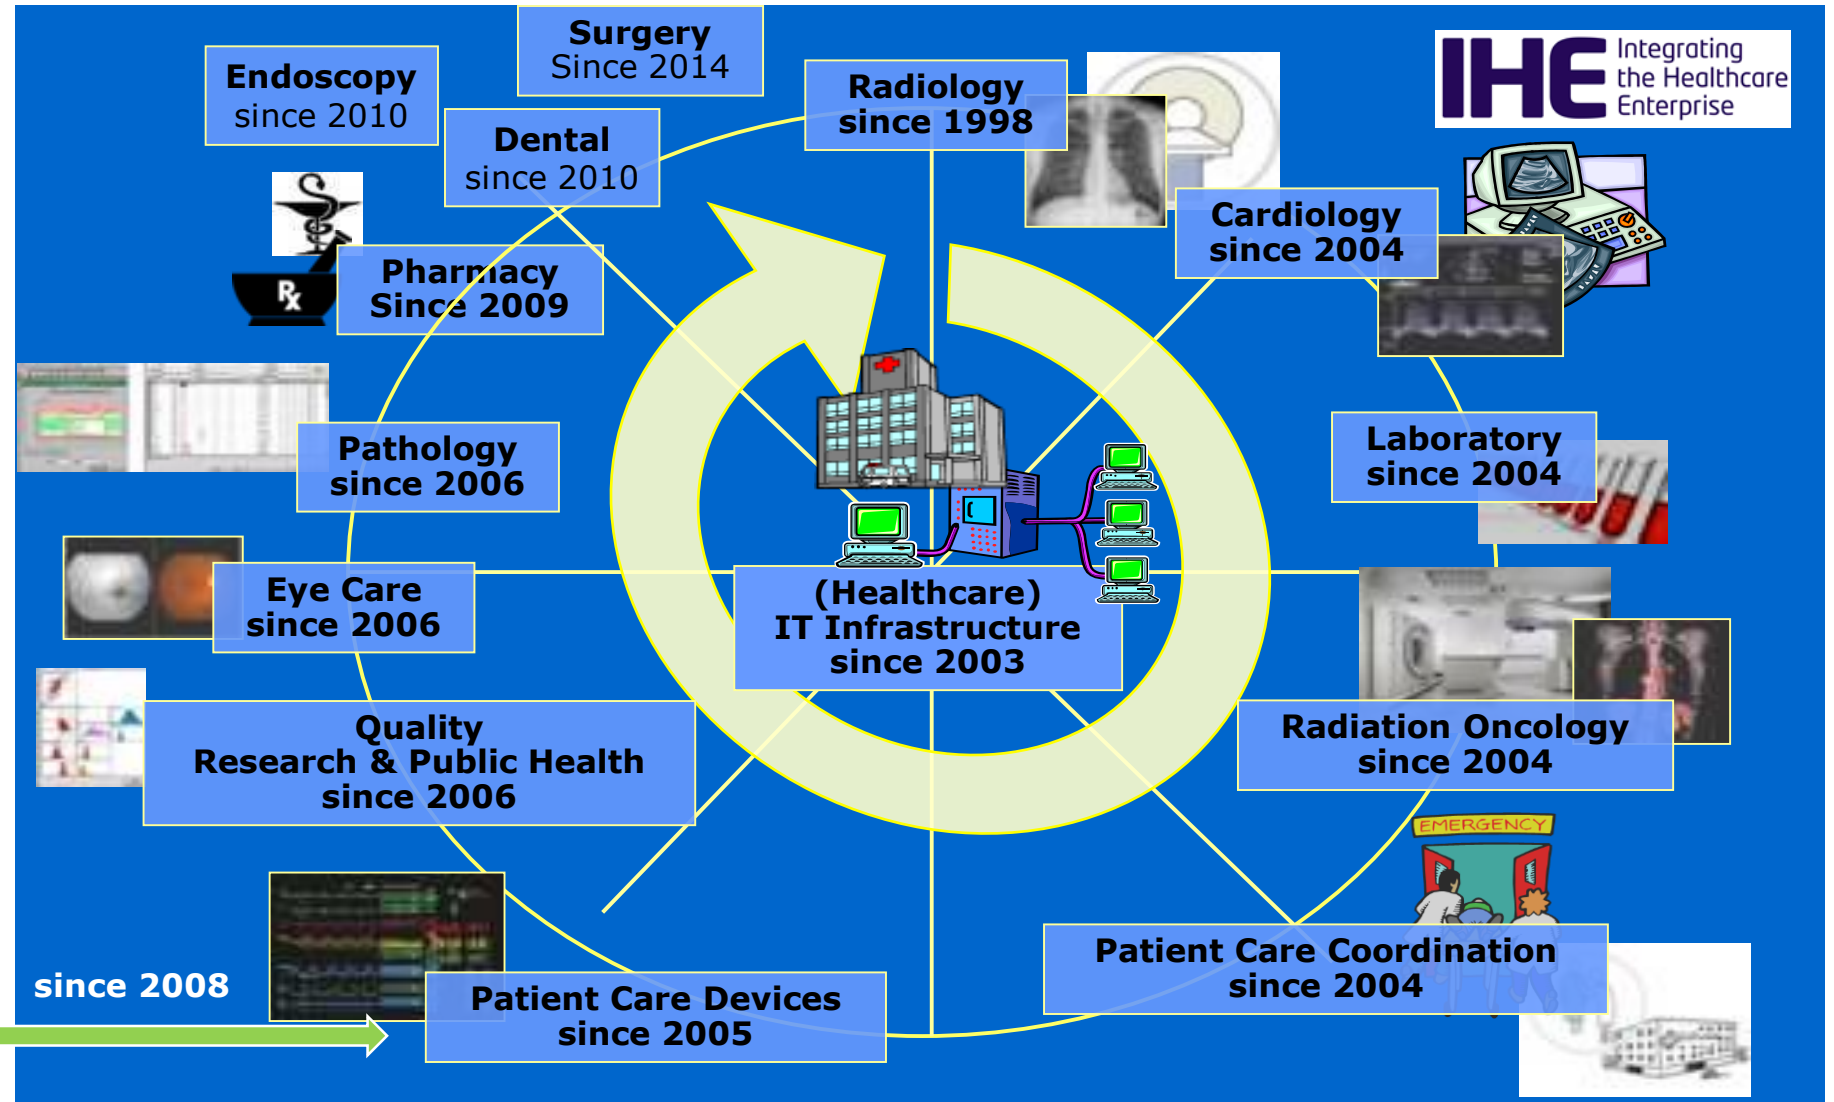 Surgery
Since 2014
Endoscopy
since 2010
Dental
since 2010
Radiology
since 1998
IHE
Integrating
the Healthcare
Enterprise
Cardiology
since 2004
Pharmacy
Since 2009
Rx
Pathology
since 2006
Laboratory
since 2004
Eye Care
since 2006
(Healthcare)
IT Infrastructure
since 2003
Quality
Research & Public Health
since 2006
Radiation Oncology
since 2004
EMERGENCY
Patient Care Coordination
since 2004
since 2008
Patient Care Devices
since 2005